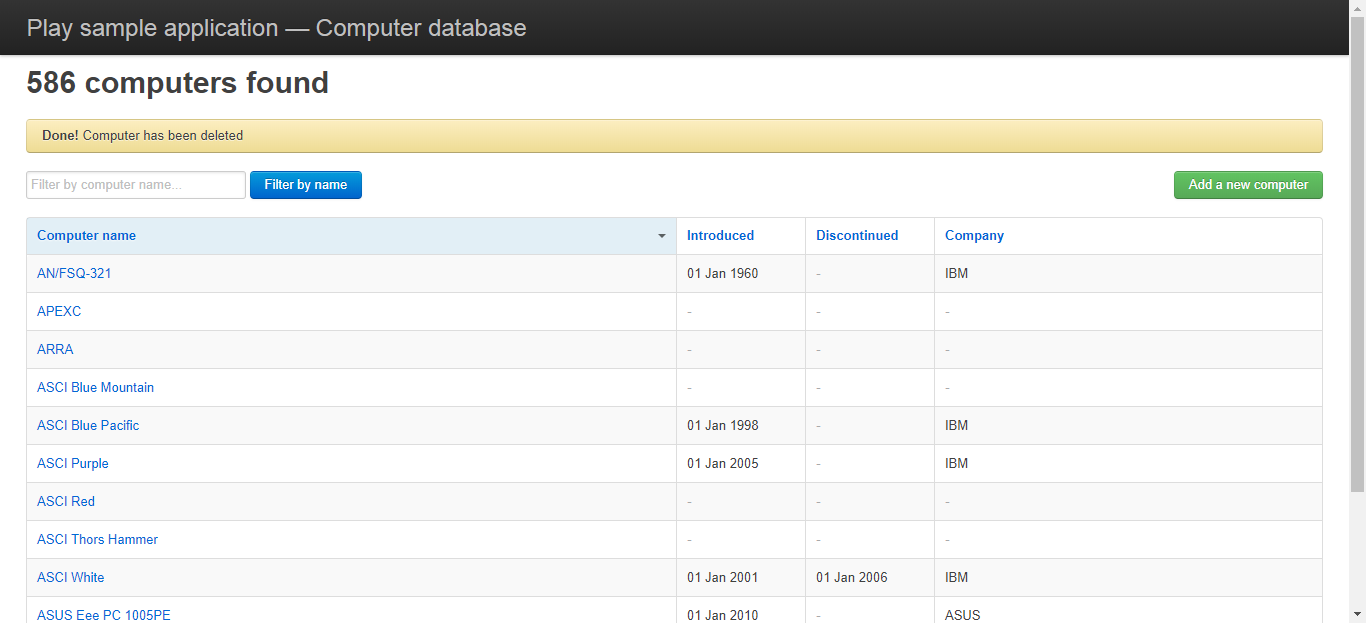 Play sample application — Computer database
586 computers found
Done! Computer has been deleted
Filter by computer name... Filter by name Add a new computer
Computer name Introduced Discontinued Company
AN/FSQ-321 01 Jan 1960 - IBM
APEXC - - -
ARRA - - -
ASCI Blue Mountain - - -
ASCI Blue Pacific 01 Jan 1998 - IBM
ASCI Purple 01 Jan 2005 - IBM
ASCI Red - - -
ASCI Thors Hammer - - -
ASCI White 01 Jan 2001 01 Jan 2006 IBM
ASUS Eee PC 1005PE 01 Jan 2010 - ASUS